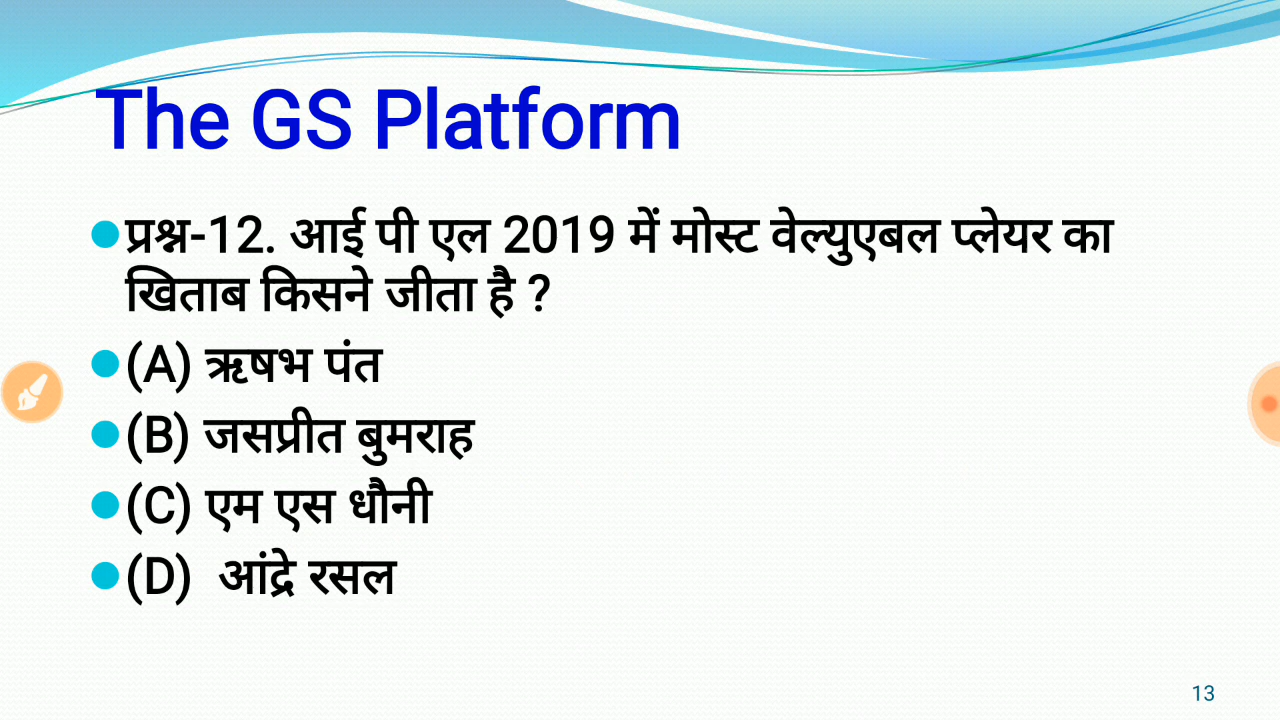 The GS Platform
प्रश्न-12. आई पी एल 2019 में मोस्ट वेल्युएबल प्लेयर का
खिताब किसने जीता है ?
(A) ऋषभ पंत
(B) जसप्रीत बुमराह
(C) एम एस धौनी
(D) आंद्रे रसल
13